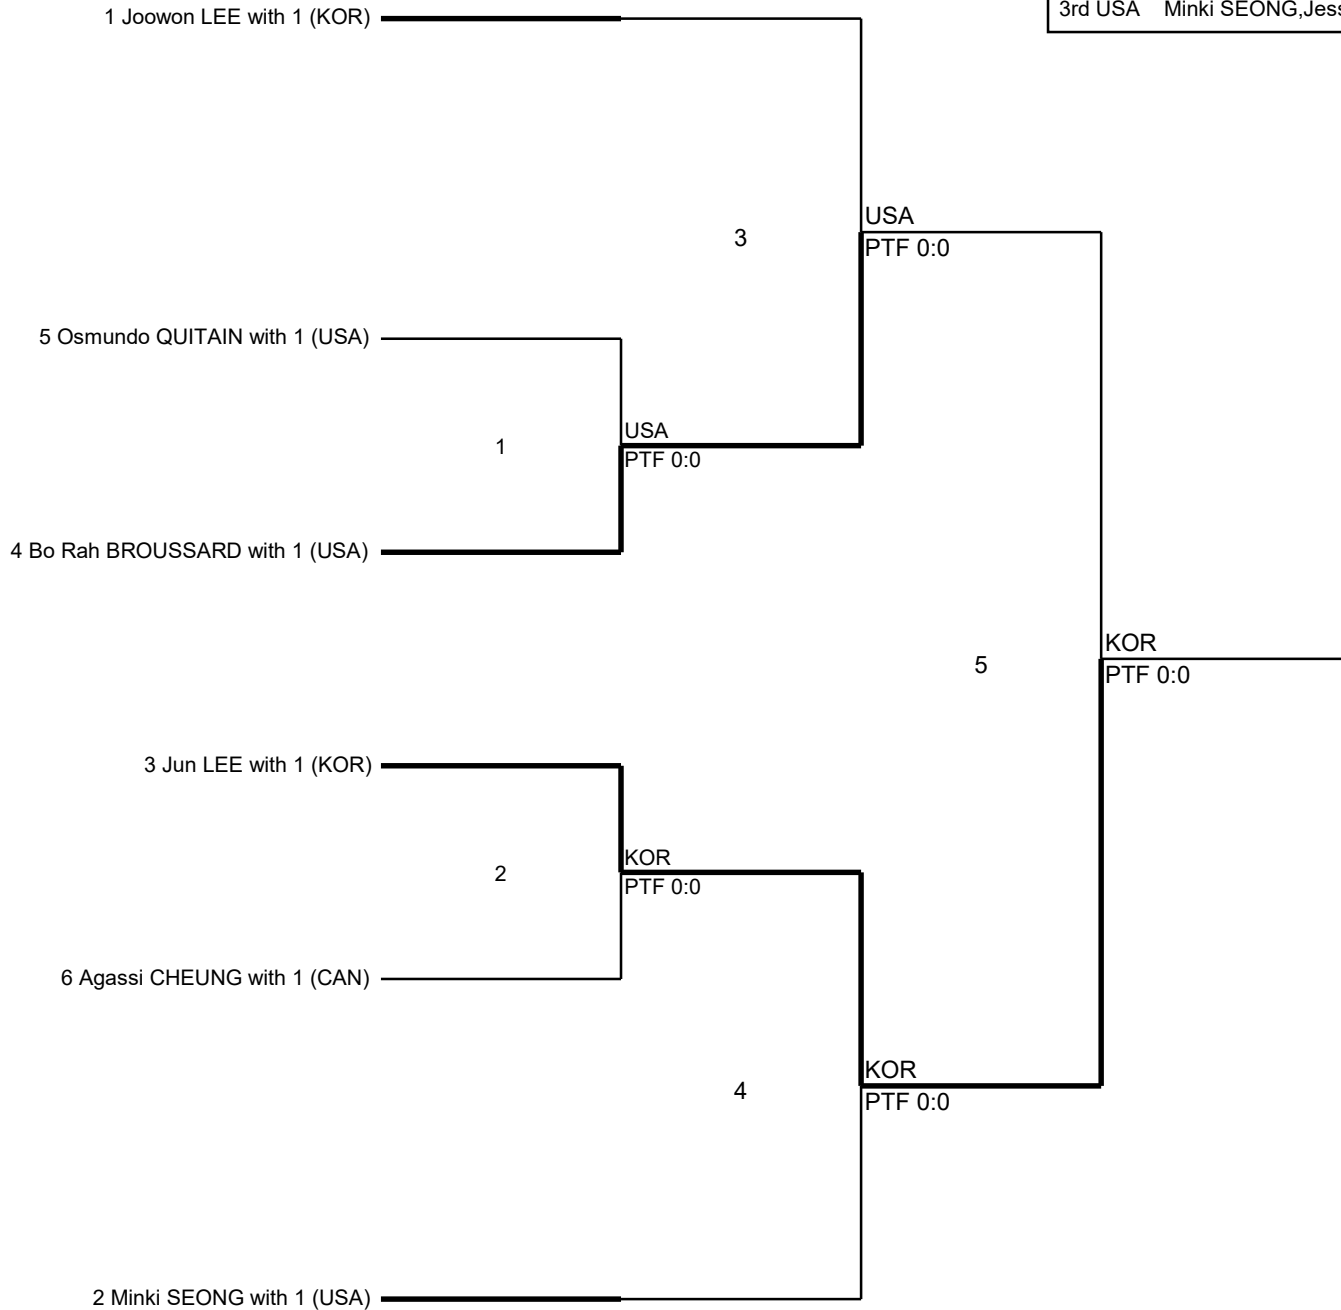 1 Joowon LEE with 1 (KOR)
3rd USA Minki SEONG,
USA
3
PTF 0:0
5 Osmundo QUITAIN with 1 (USA)
USA
1
PTF 0:0
4 Bo Rah BROUSSARD with 1 (USA)
KOR
5
PTF 0:0
3 Jun LEE with 1 (KOR)
KOR
2
PTF 0:0
6 Agassi CHEUNG with 1 (CAN)
KOR
4
PTF 0:0
2 Minki SEONG with 1 (USA)